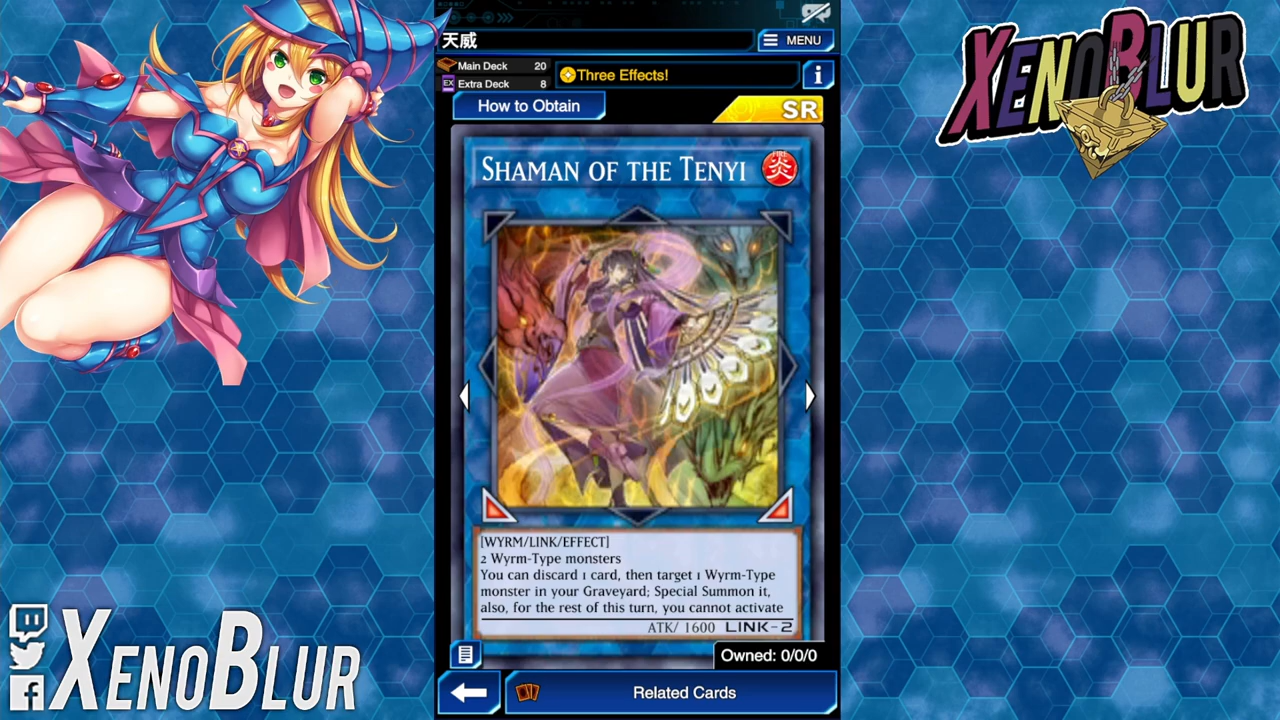 天威
MENU
Main Deck 20
EX Extra Deck 8
Three Effects!
i
How to Obtain
SR
XENOBLUR
SHAMAN OF THE TENYI
FIRE
炎
[WYRM/LINK/EFFECT]
2 Wyrm-Type monsters
You can discard 1 card, then target 1 Wyrm-Type
monster in your Graveyard; Special Summon it,
also, for the rest of this turn, you cannot activate
ATK/ 1600 LINK-2
Owned: 0/0/0
Related Cards
XENOBLUR